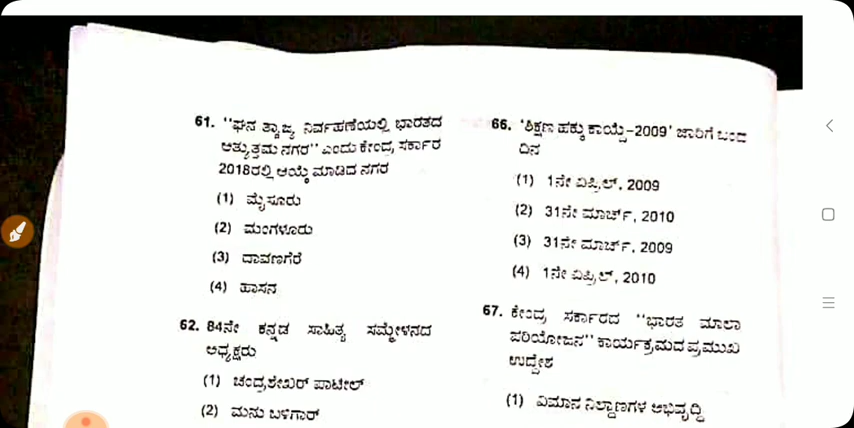 61. ''ಘನ ತ್ಯಾಜ್ಯ ನಿರ್ವಹಣೆಯಲ್ಲಿ ಭಾರತದ
ಅತ್ಯುತ್ತಮ ನಗರ'' ಎಂದು ಕೇಂದ್ರ ಸರ್ಕಾರ
2018ರಲ್ಲಿ ಆಯ್ಕೆ ಮಾಡಿದ ನಗರ
(1) ಮೈಸೂರು
(2) ಮಂಗಳೂರು
(3) ದಾವಣಗೆರೆ
(4) ಹಾಸನ
62. 84ನೇ ಕನ್ನಡ ಸಾಹಿತ್ಯ ಸಮ್ಮೇಳನದ
ಅಧ್ಯಕ್ಷರು
(1) ಚಂದ್ರಶೇಖರ್ ಪಾಟೀಲ್
(2) ಮನು ಬಳಿಗಾರ್
66. 'ಶಿಕ್ಷಣ ಹಕ್ಕು ಕಾಯ್ದೆ-2009' ಜಾರಿಗೆ ಬಂದ
ದಿನ
(1) 1ನೇ ಏಪ್ರಿಲ್, 2009
(2) 31ನೇ ಮಾರ್ಚ್, 2010
(3) 31ನೇ ಮಾರ್ಚ್, 2009
(4) 1ನೇ ಏಪ್ರಿಲ್, 2010
67. ಕೇಂದ್ರ ಸರ್ಕಾರದ ''ಭಾರತ ಮಾಲಾ
ಪರಿಯೋಜನ'' ಕಾರ್ಯಕ್ರಮದ ಪ್ರಮುಖ
ಉದ್ದೇಶ
(1) ವಿಮಾನ ನಿಲ್ದಾಣಗಳ ಅಭಿವೃದ್ಧಿ